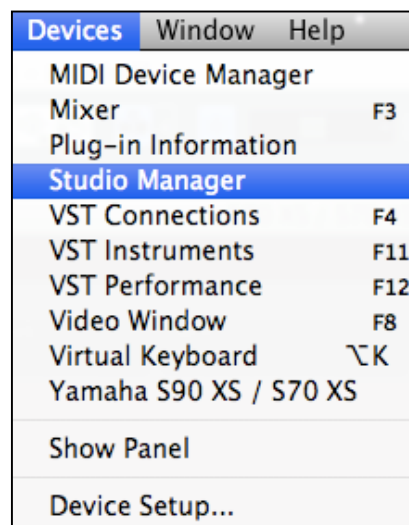 Devices Window Help
MIDI Device Manager
Mixer F3
Plug-in Information
Studio Manager
VST Connections F4
VST Instruments F11
VST Performance F12
Video Window F8
Virtual Keyboard ⌥K
Yamaha S90 XS / S70 XS
Show Panel
Device Setup...